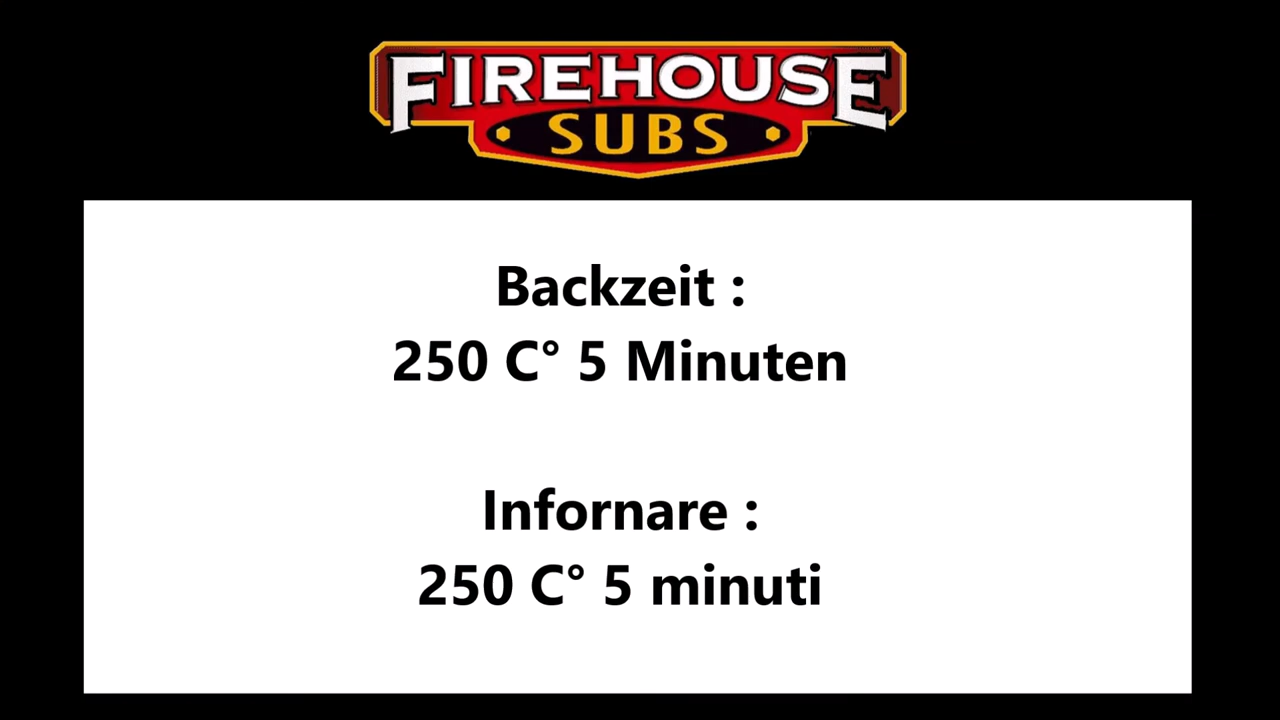 FIREHOUSE
SUBS
Backzeit :
250 C° 5 Minuten
Infornare :
250 C° 5 minuti